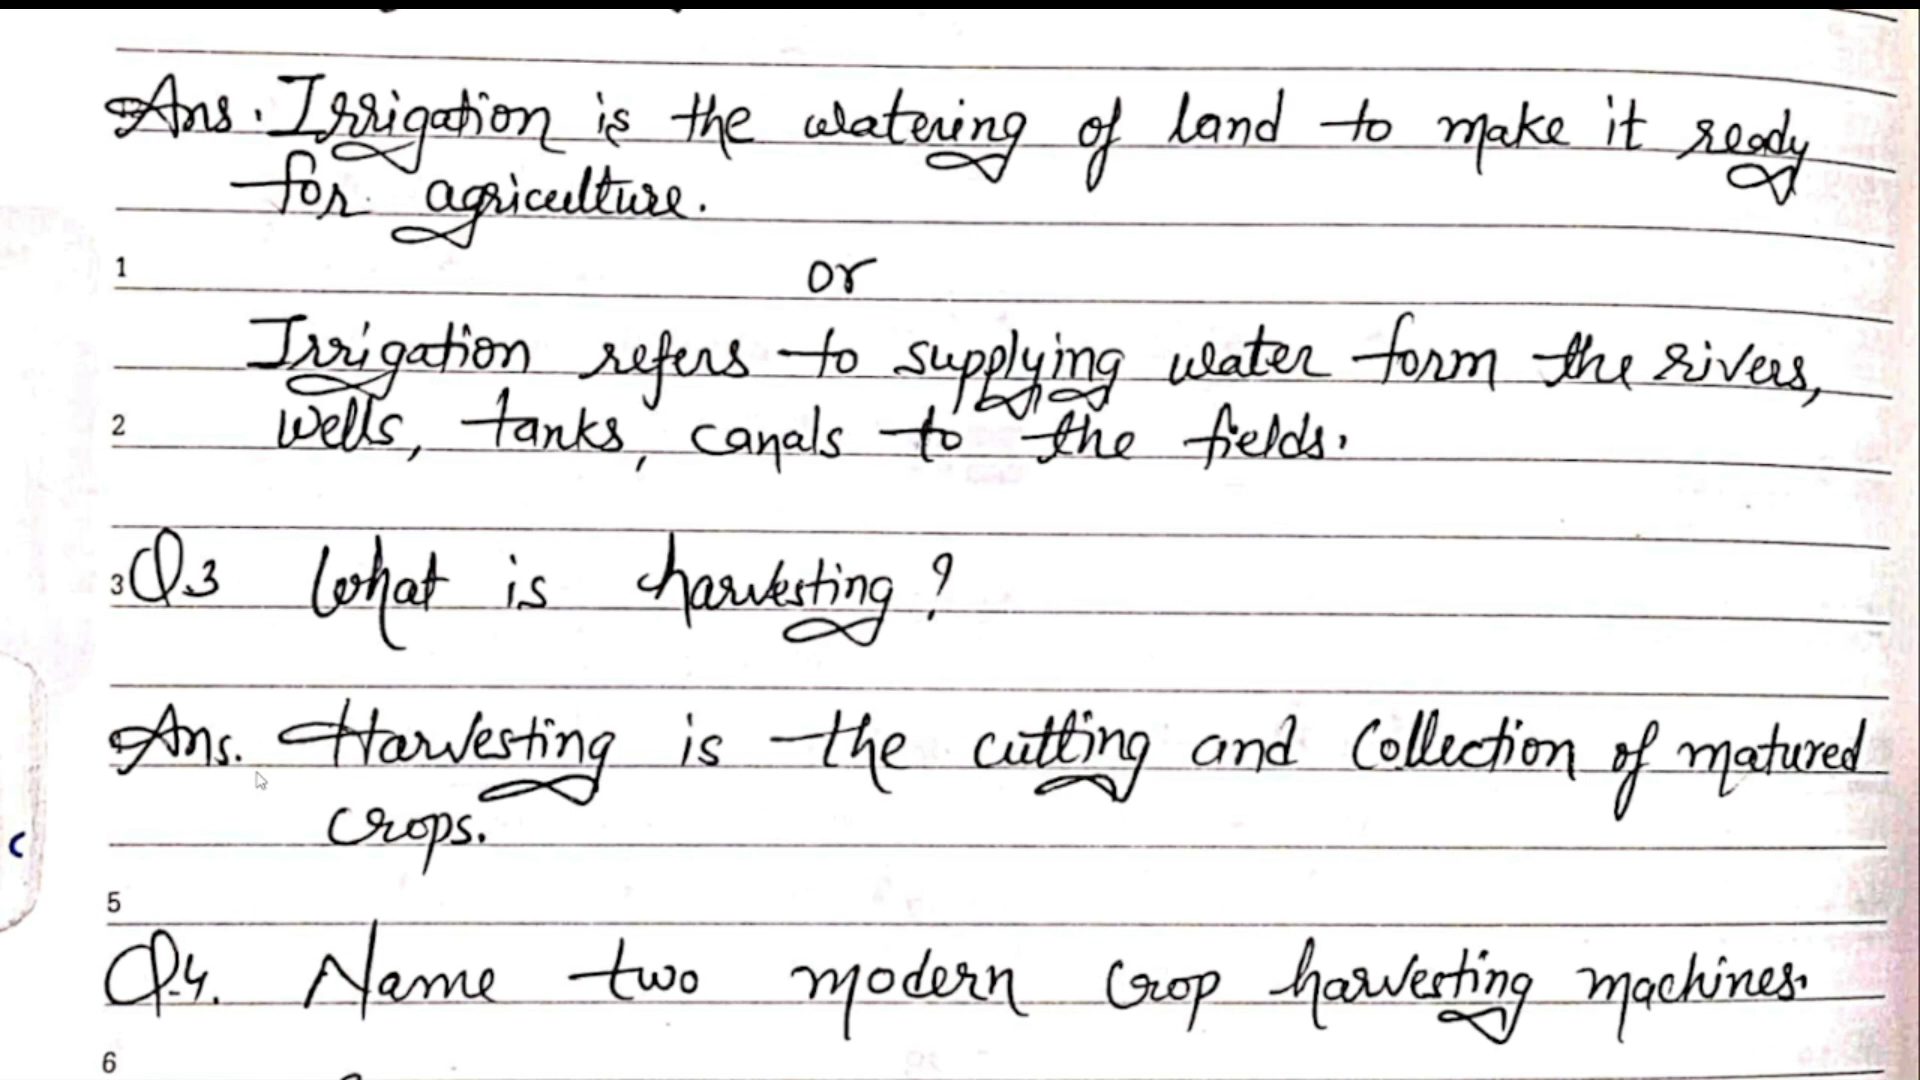 Ans. Irrigation is the watering of land to make it ready
for agriculture.
1
or
Irrigation refers to supplying water form the rivers,
2
wells, tanks, canals to the fields.
3
Q.3 What is harvesting?
Ans. Harvesting is the cutting and Collection of matured
crops.
5
Q.4. Name two modern Crop harvesting machines.
6